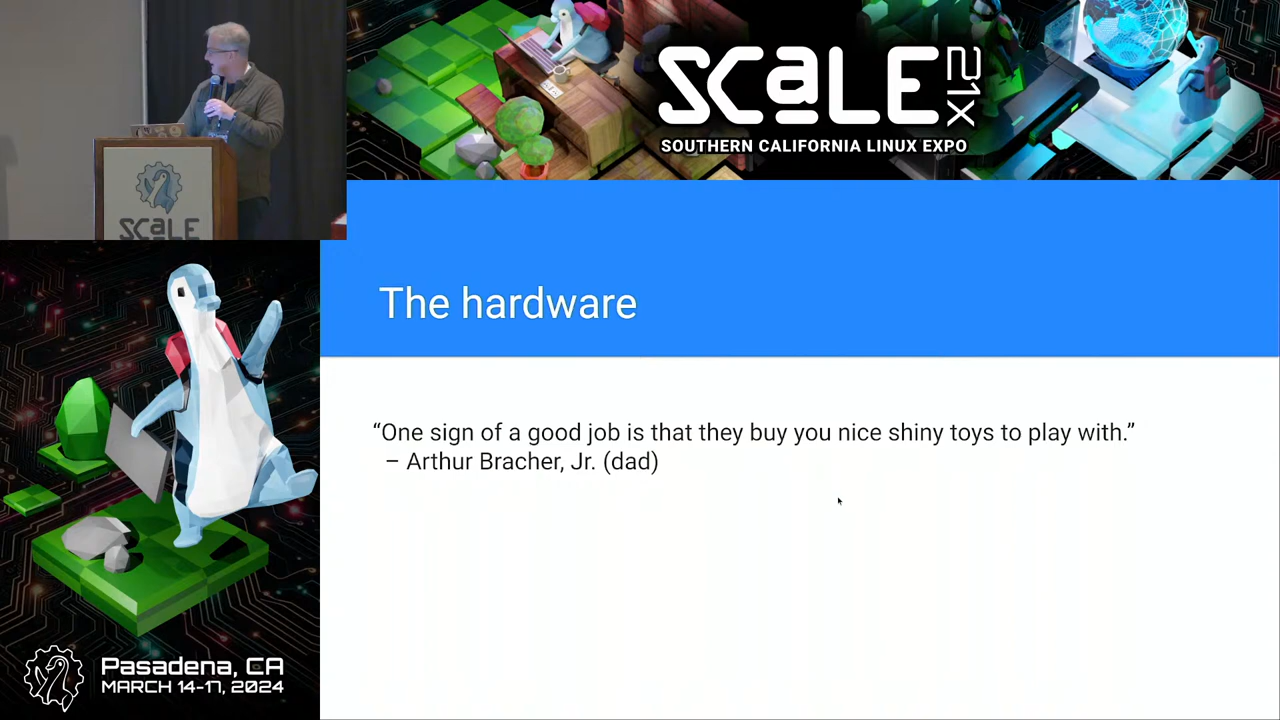 SCALE
21X
SOUTHERN CALIFORNIA LINUX EXPO
SCALE
The hardware
“One sign of a good job is that they buy you nice shiny toys to play with.”
– Arthur Bracher, Jr. (dad)
Pasadena, CA
MARCH 14-17, 2024